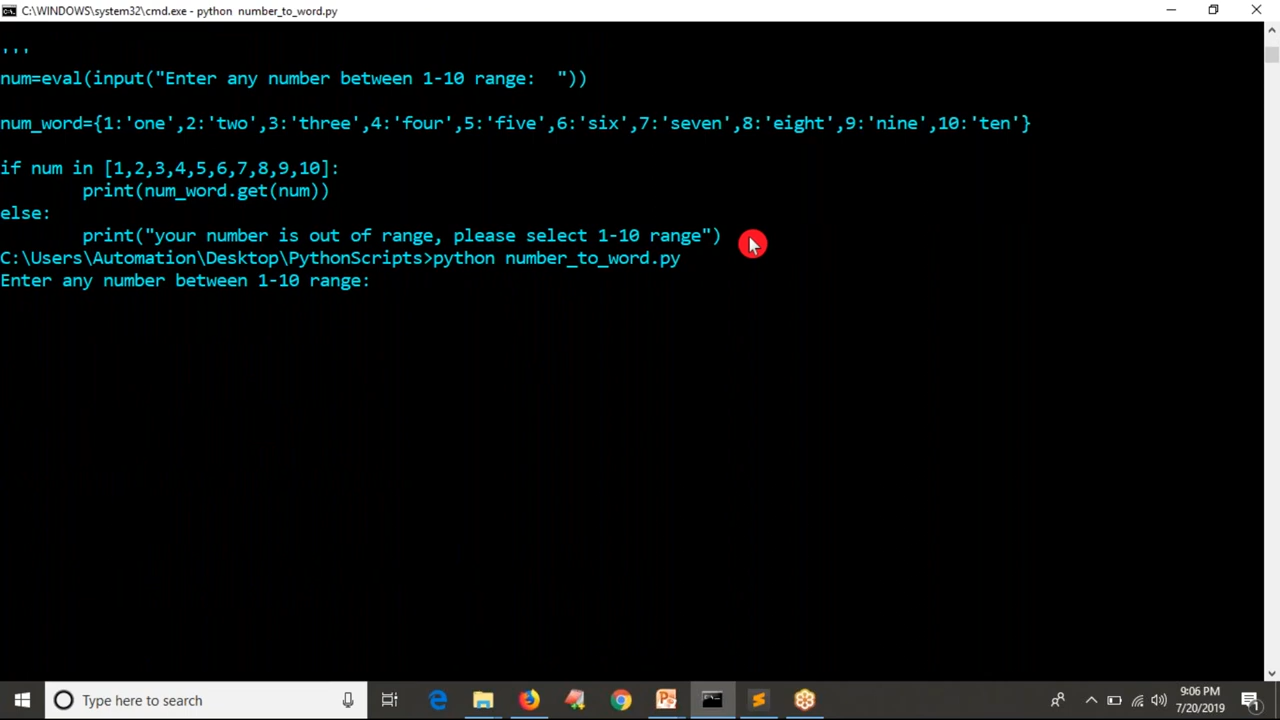 C:\WINDOWS\system32\cmd.exe - python  number_to_word.py
'''
num=eval(input("Enter any number between 1-10 range:  "))
num_word={1:'one',2:'two',3:'three',4:'four',5:'five',6:'six',7:'seven',8:'eight',9:'nine',10:'ten'}
if num in [1,2,3,4,5,6,7,8,9,10]:
        print(num_word.get(num))
else:
        print("your number is out of range, please select 1-10 range")
C:\Users\Automation\Desktop\PythonScripts>python number_to_word.py
Enter any number between 1-10 range:
Type here to search
9:06 PM
7/20/2019
1